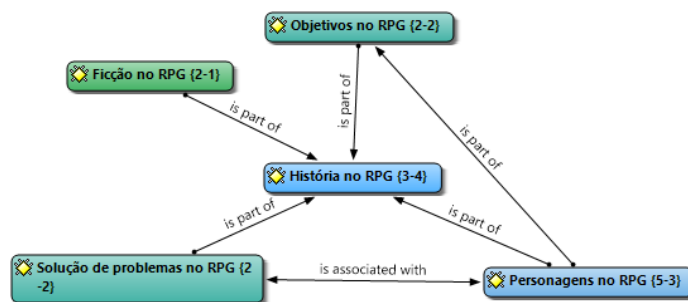 Objetivos no RPG {2-2}
Ficção no RPG {2-1}
is part of
is part of
is part of
História no RPG {3-4}
is part of
is part of
Solução de problemas no RPG {2
-2}
is associated with
Personagens no RPG {5-3}